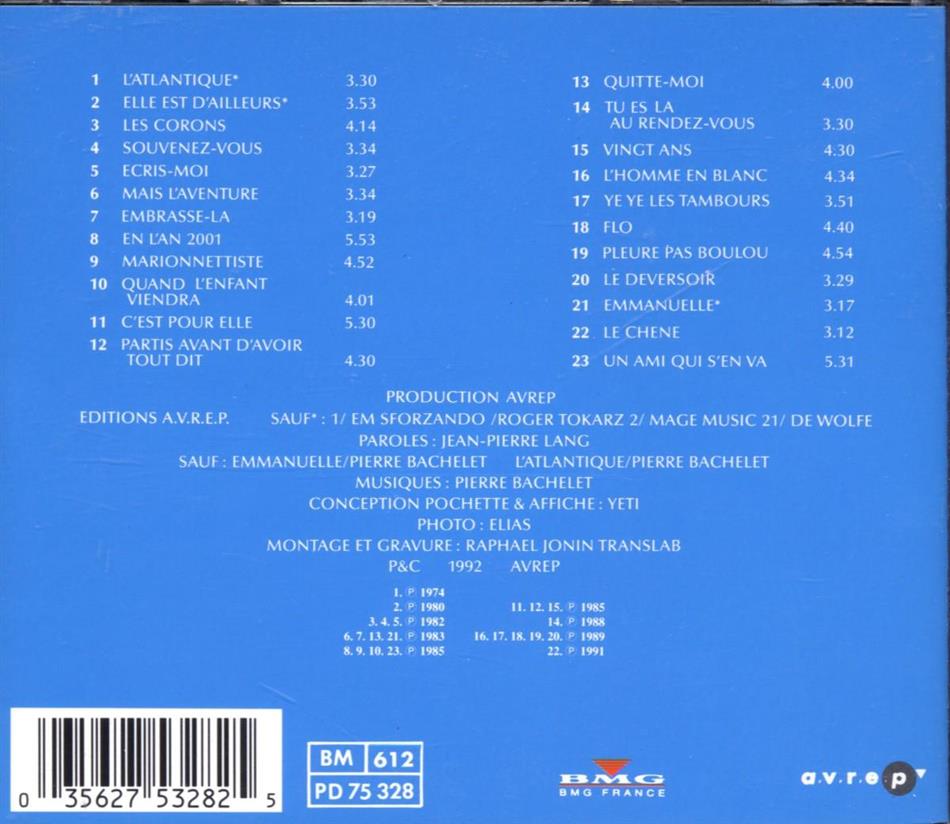 1 L'ATLANTIQUE* 3.30
2 ELLE EST D'AILLEURS* 3.53
3 LES CORONS 4.14
4 SOUVENEZ-VOUS 3.34
5 ECRIS-MOI 3.27
6 MAIS L'AVENTURE 3.34
7 EMBRASSE-LA 3.19
8 EN L'AN 2001 5.53
9 MARIONNETTISTE 4.52
10 QUAND L'ENFANT
VIENDRA 4.01
11 C'EST POUR ELLE 5.30
12 PARTIS AVANT D'AVOIR
TOUT DIT 4.30
13 QUITTE-MOI 4.00
14 TU ES LA
AU RENDEZ-VOUS 3.30
15 VINGT ANS 4.30
16 L'HOMME EN BLANC 4.34
17 YE YE LES TAMBOURS 3.51
18 FLO 4.40
19 PLEURE PAS BOULOU 4.54
20 LE DEVERSOIR 3.29
21 EMMANUELLE* 3.17
22 LE CHENE 3.12
23 UN AMI QUI S'EN VA 5.31
PRODUCTION AVREP
EDITIONS A.V.R.E.P. SAUF* : 1/ EM SFORZANDO /ROGER TOKARZ 2/ MAGE MUSIC 21/ DE WOLFE
PAROLES : JEAN-PIERRE LANG
SAUF : EMMANUELLE/PIERRE BACHELET L'ATLANTIQUE/PIERRE BACHELET
MUSIQUES : PIERRE BACHELET
CONCEPTION POCHETTE & AFFICHE : YETI
PHOTO : ELIAS
MONTAGE ET GRAVURE : RAPHAEL JONIN TRANSLAB
P&C 1992 AVREP
1. ℗ 1974
2. ℗ 1980
3. 4. 5. ℗ 1982
6. 7. 13. 21. ℗ 1983
8. 9. 10. 23. ℗ 1985
11. 12. 15. ℗ 1985
14. ℗ 1988
16. 17. 18. 19. 20. ℗ 1989
22. ℗ 1991
0 35627 53282 5
BM 612
PD 75 328
BMG
BMG FRANCE
a.v.r.e.p